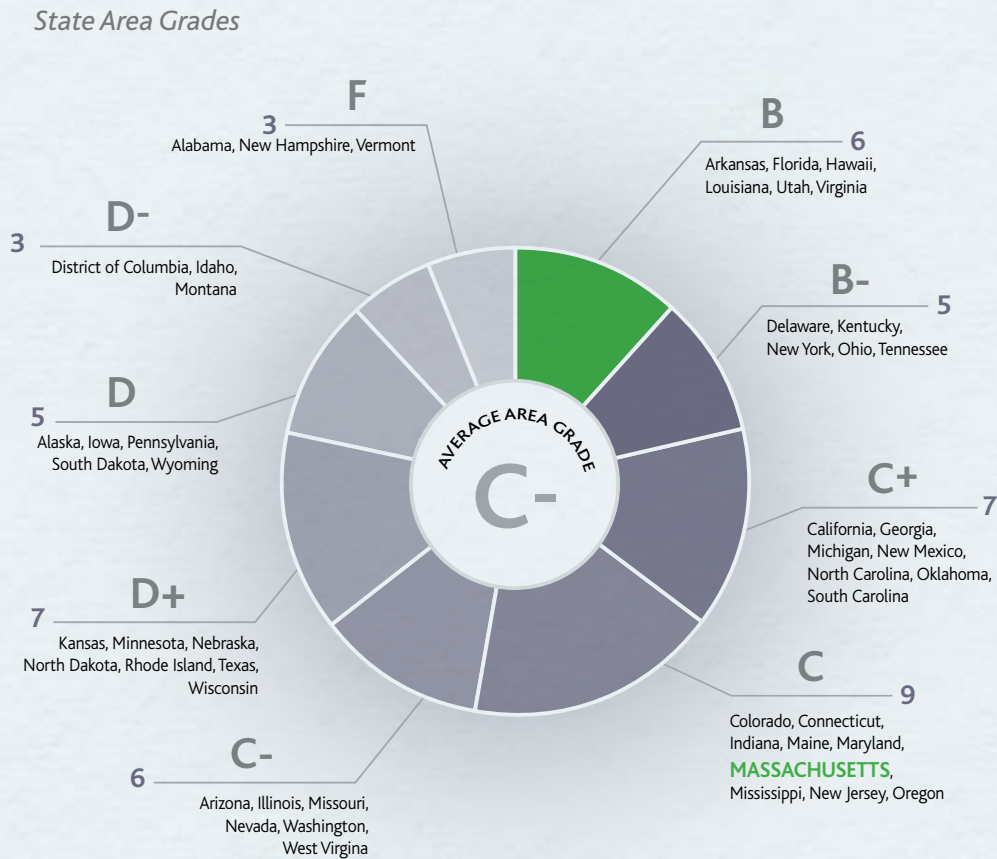 State Area Grades
F
3
Alabama, New Hampshire, Vermont
B
6
Arkansas, Florida, Hawaii,
Louisiana, Utah, Virginia
D-
3
District of Columbia, Idaho,
Montana
B-
5
Delaware, Kentucky,
New York, Ohio, Tennessee
D
5
Alaska, Iowa, Pennsylvania,
South Dakota, Wyoming
AVERAGE AREA GRADE
C-
C+
7
California, Georgia,
Michigan, New Mexico,
North Carolina, Oklahoma,
South Carolina
D+
7
Kansas, Minnesota, Nebraska,
North Dakota, Rhode Island, Texas,
Wisconsin
C
9
Colorado, Connecticut,
Indiana, Maine, Maryland,
MASSACHUSETTS,
Mississippi, New Jersey, Oregon
C-
6
Arizona, Illinois, Missouri,
Nevada, Washington,
West Virgina